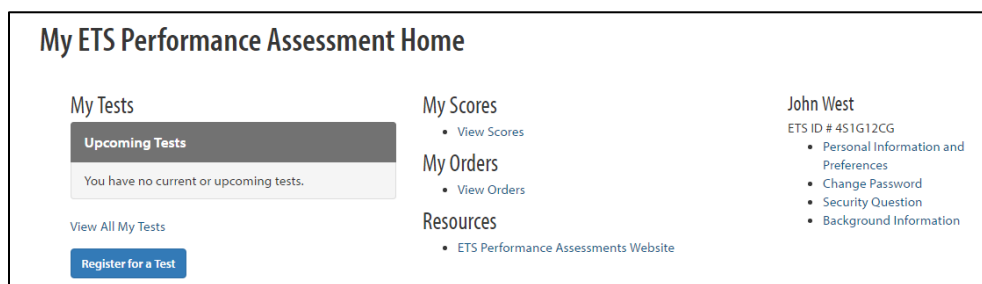 My ETS Performance Assessment Home
My Tests
Upcoming Tests
You have no current or upcoming tests.
View All My Tests
Register for a Test
My Scores
View Scores
My Orders
View Orders
Resources
ETS Performance Assessments Website
John West
ETS ID # 4S1G12CG
Personal Information and
Preferences
Change Password
Security Question
Background Information